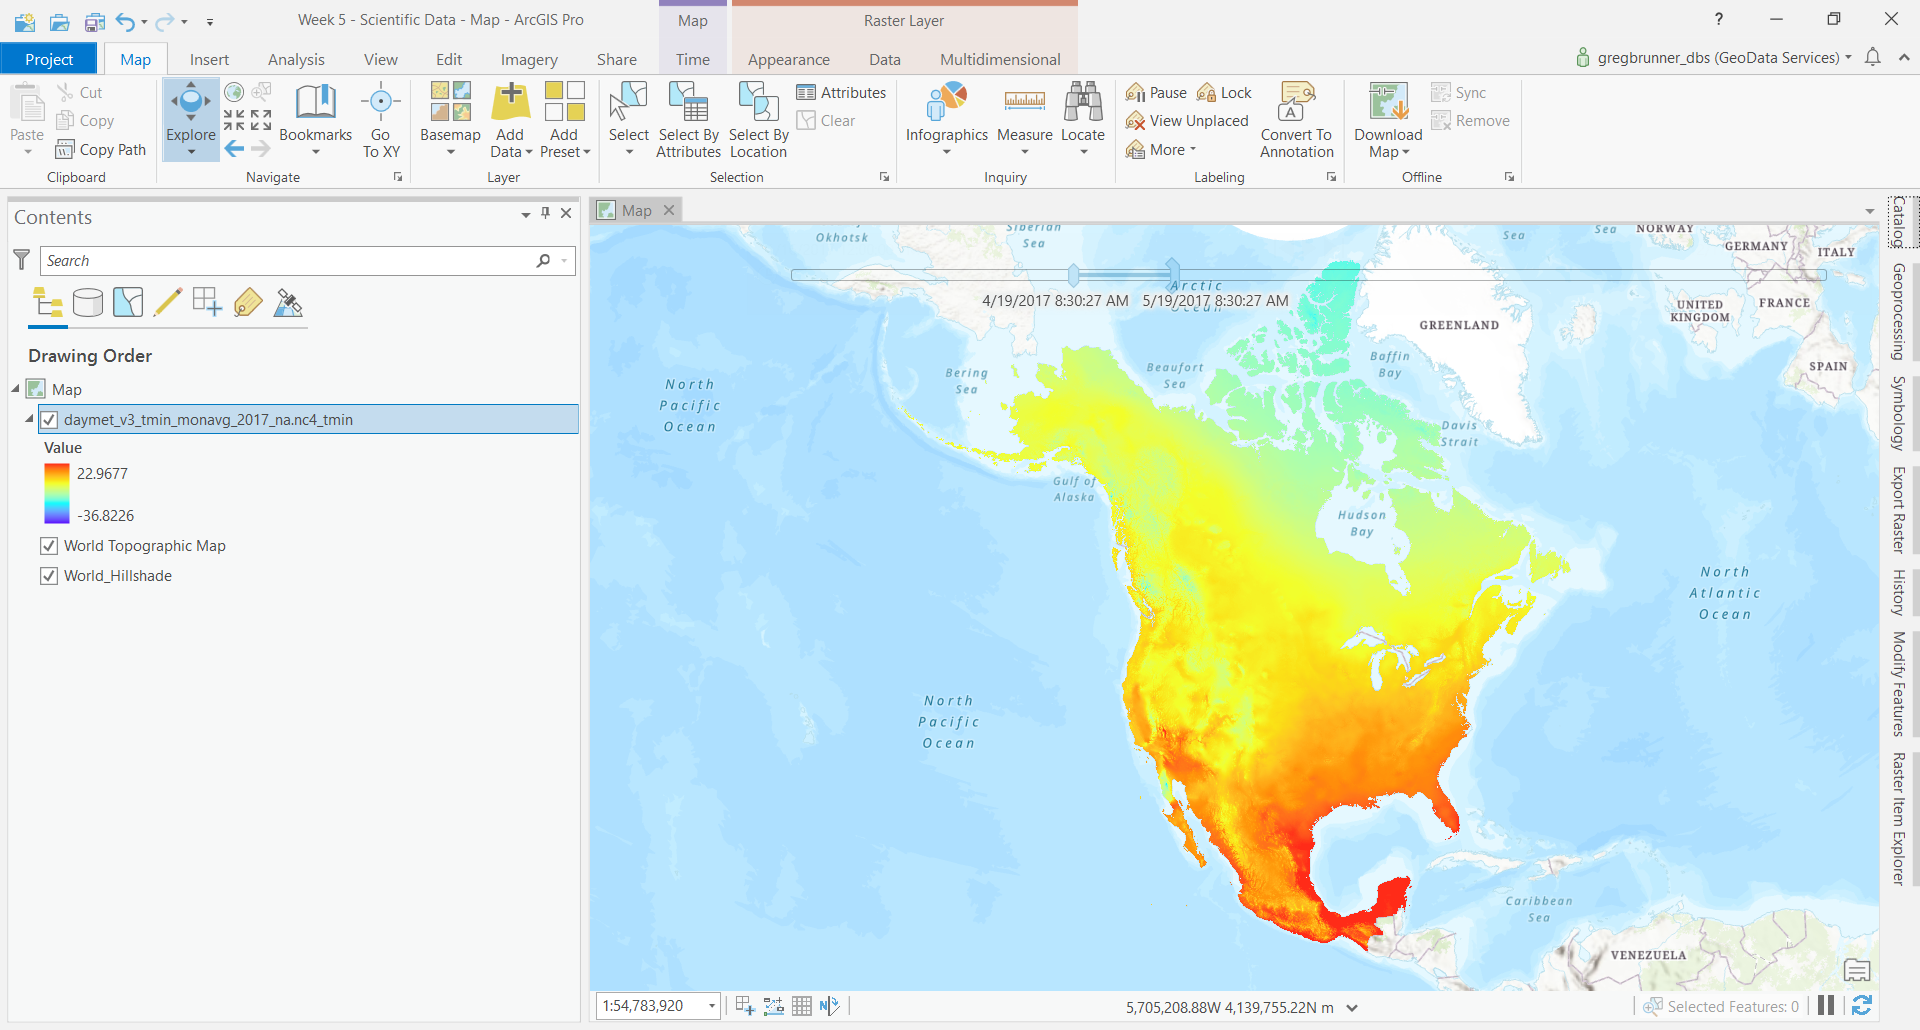 Week 5 - Scientific Data - Map - ArcGIS Pro
Map
Raster Layer
?
Project
Map
Insert
Analysis
View
Edit
Imagery
Share
Time
Appearance
Data
Multidimensional
gregbrunner_dbs (GeoData Services)
Paste
Cut
Copy
Copy Path
Clipboard
Explore
Bookmarks
Go
To XY
Navigate
Basemap
Add
Data
Add
Preset
Layer
Select
Select By
Attributes
Select By
Location
Attributes
Clear
Selection
Infographics
Measure
Locate
Inquiry
Pause
Lock
View Unplaced
More
Convert To
Annotation
Labeling
Download
Map
Sync
Remove
Offline
Contents
Search
Drawing Order
Map
daymet_v3_tmin_monavg_2017_na.nc4_tmin
Value
22.9677
-36.8226
World Topographic Map
World_Hillshade
Map
Okhotsk
Siberian
Sea
Sea
Sea
NORWAY
GERMANY
ITALY
4/19/2017 8:30:27 AM
5/19/2017 8:30:27 AM
Arctic
Ocean
UNITED
KINGDOM
FRANCE
SPAIN
GREENLAND
Baffin
Bay
Beaufort
Sea
Bering
Sea
North
Pacific
Ocean
Davis
Strait
Gulf of
Alaska
Hudson
Bay
North
Atlantic
Ocean
North
Pacific
Ocean
Caribbean
Sea
VENEZUELA
1:54,783,920
5,705,208.88W 4,139,755.22N m
Selected Features: 0
Catalog
Geoprocessing
Symbology
Export Raster
History
Modify Features
Raster Item Explorer